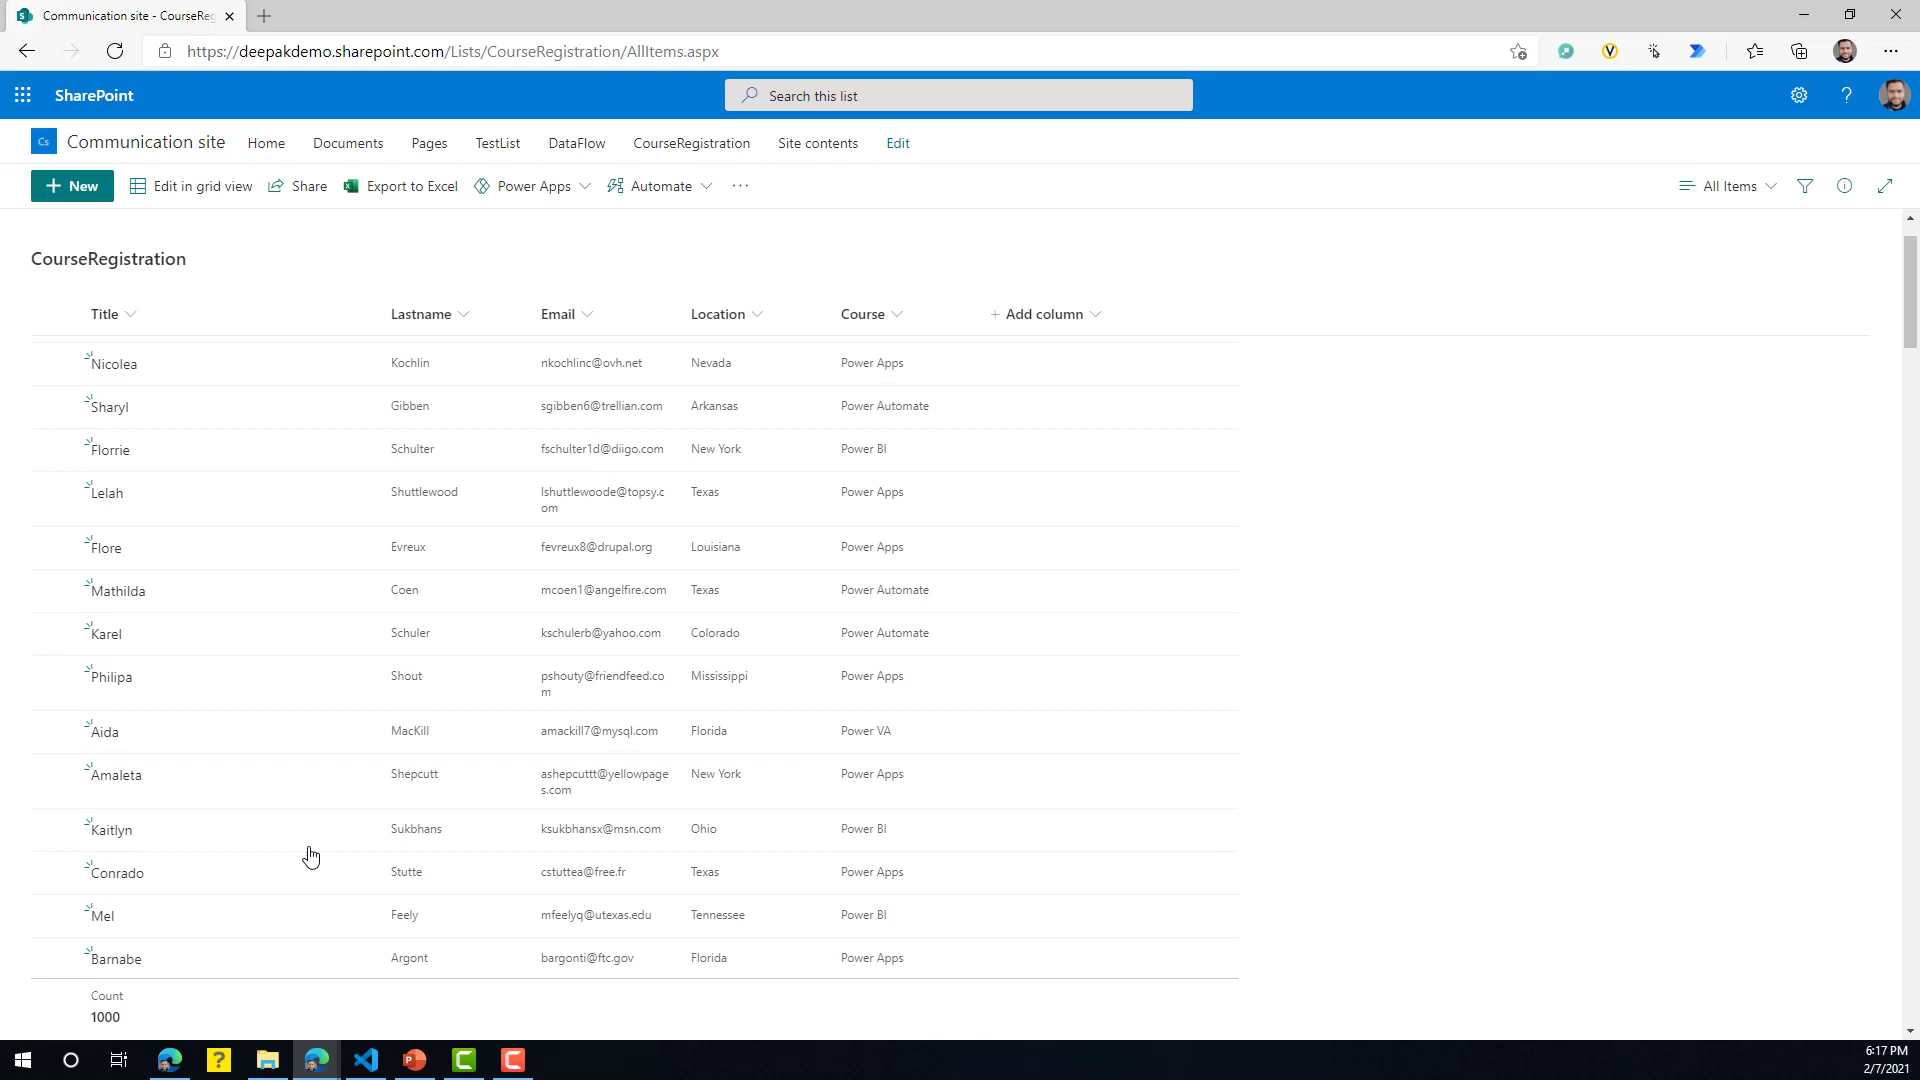 Communication site - CourseReg
https://deepakdemo.sharepoint.com/Lists/CourseRegistration/AllItems.aspx
SharePoint
Search this list
Cs Communication site Home Documents Pages TestList DataFlow CourseRegistration Site contents Edit
New Edit in grid view Share Export to Excel Power Apps Automate All Items
CourseRegistration
Title Lastname Email Location Course + Add column
Nicolea Kochlin nkochlinc@ovh.net Nevada Power Apps
Sharyl Gibben sgibben6@trellian.com Arkansas Power Automate
Florrie Schulter fschulter1d@diigo.com New York Power BI
Lelah Shuttlewood lshuttlewoode@topsy.c Texas Power Apps
om
Flore Evreux fevreux8@drupal.org Louisiana Power Apps
Mathilda Coen mcoen1@angelfire.com Texas Power Automate
Karel Schuler kschulerb@yahoo.com Colorado Power Automate
Philipa Shout pshouty@friendfeed.co Mississippi Power Apps
m
Aida MacKill amackill7@mysql.com Florida Power VA
Amaleta Shepcutt ashepcuttt@yellowpage New York Power Apps
s.com
Kaitlyn Sukbhans ksukbhansx@msn.com Ohio Power BI
Conrado Stutte cstuttea@free.fr Texas Power Apps
Mel Feely mfeelyq@utexas.edu Tennessee Power BI
Barnabe Argont bargonti@ftc.gov Florida Power Apps
Count
1000
6:17 PM
2/7/2021